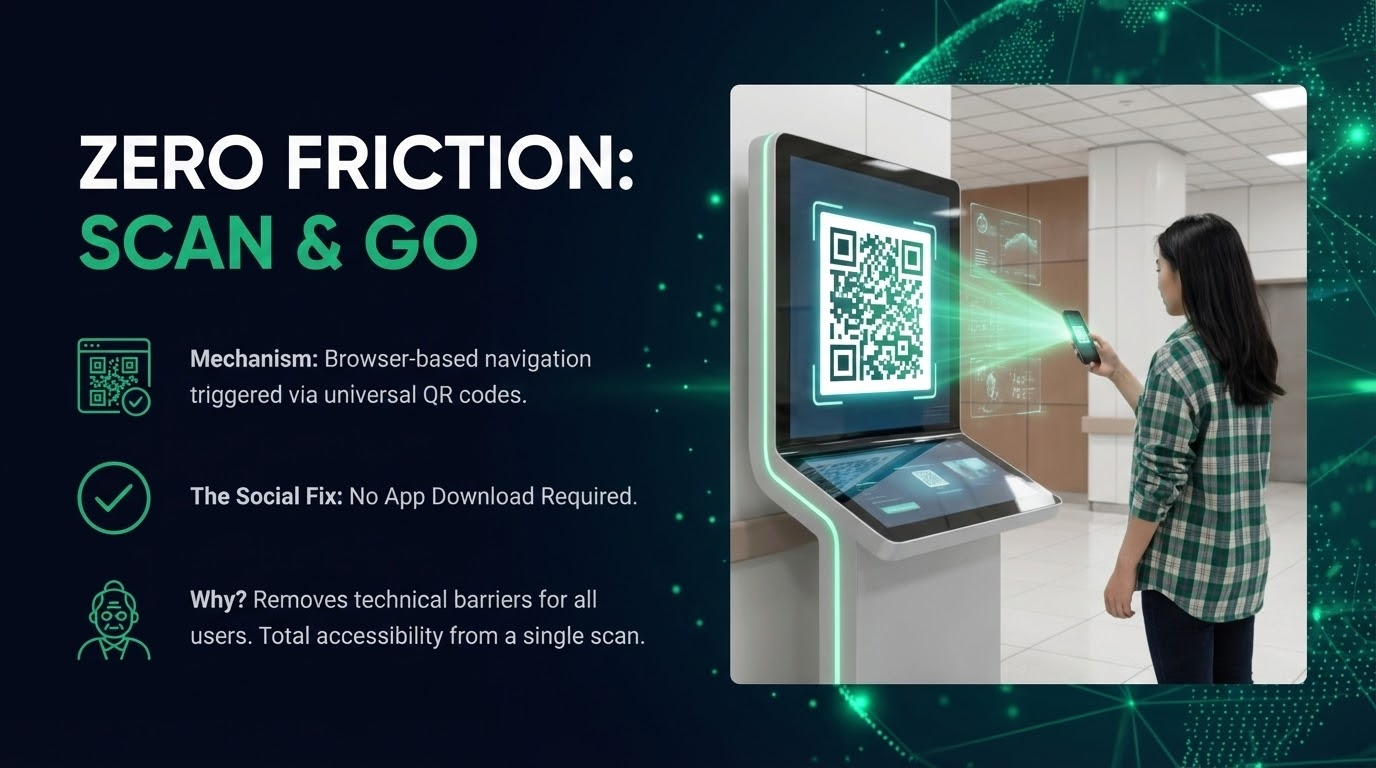 ZERO FRICTION:
SCAN & GO
Mechanism: Browser-based navigation
triggered via universal QR codes.
The Social Fix: No App Download Required.
Why? Removes technical barriers for all
users. Total accessibility from a single scan.